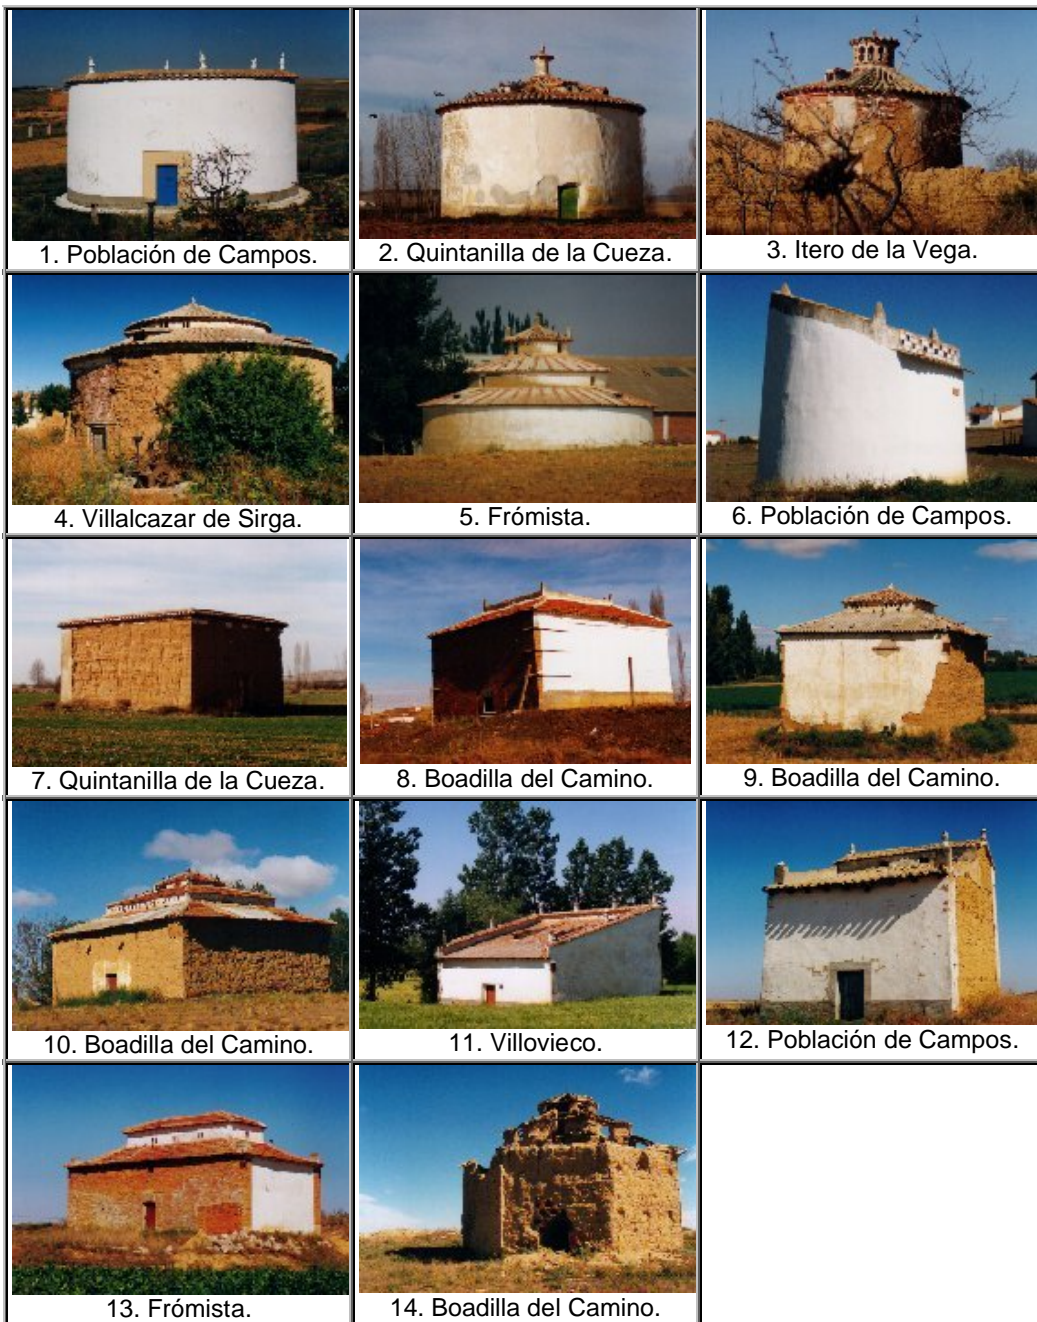 1. Población de Campos.
2. Quintanilla de la Cueza.
3. Itero de la Vega.
4. Villalcazar de Sirga.
5. Frómista.
6. Población de Campos.
7. Quintanilla de la Cueza.
8. Boadilla del Camino.
9. Boadilla del Camino.
10. Boadilla del Camino.
11. Villovieco.
12. Población de Campos.
13. Frómista.
14. Boadilla del Camino.